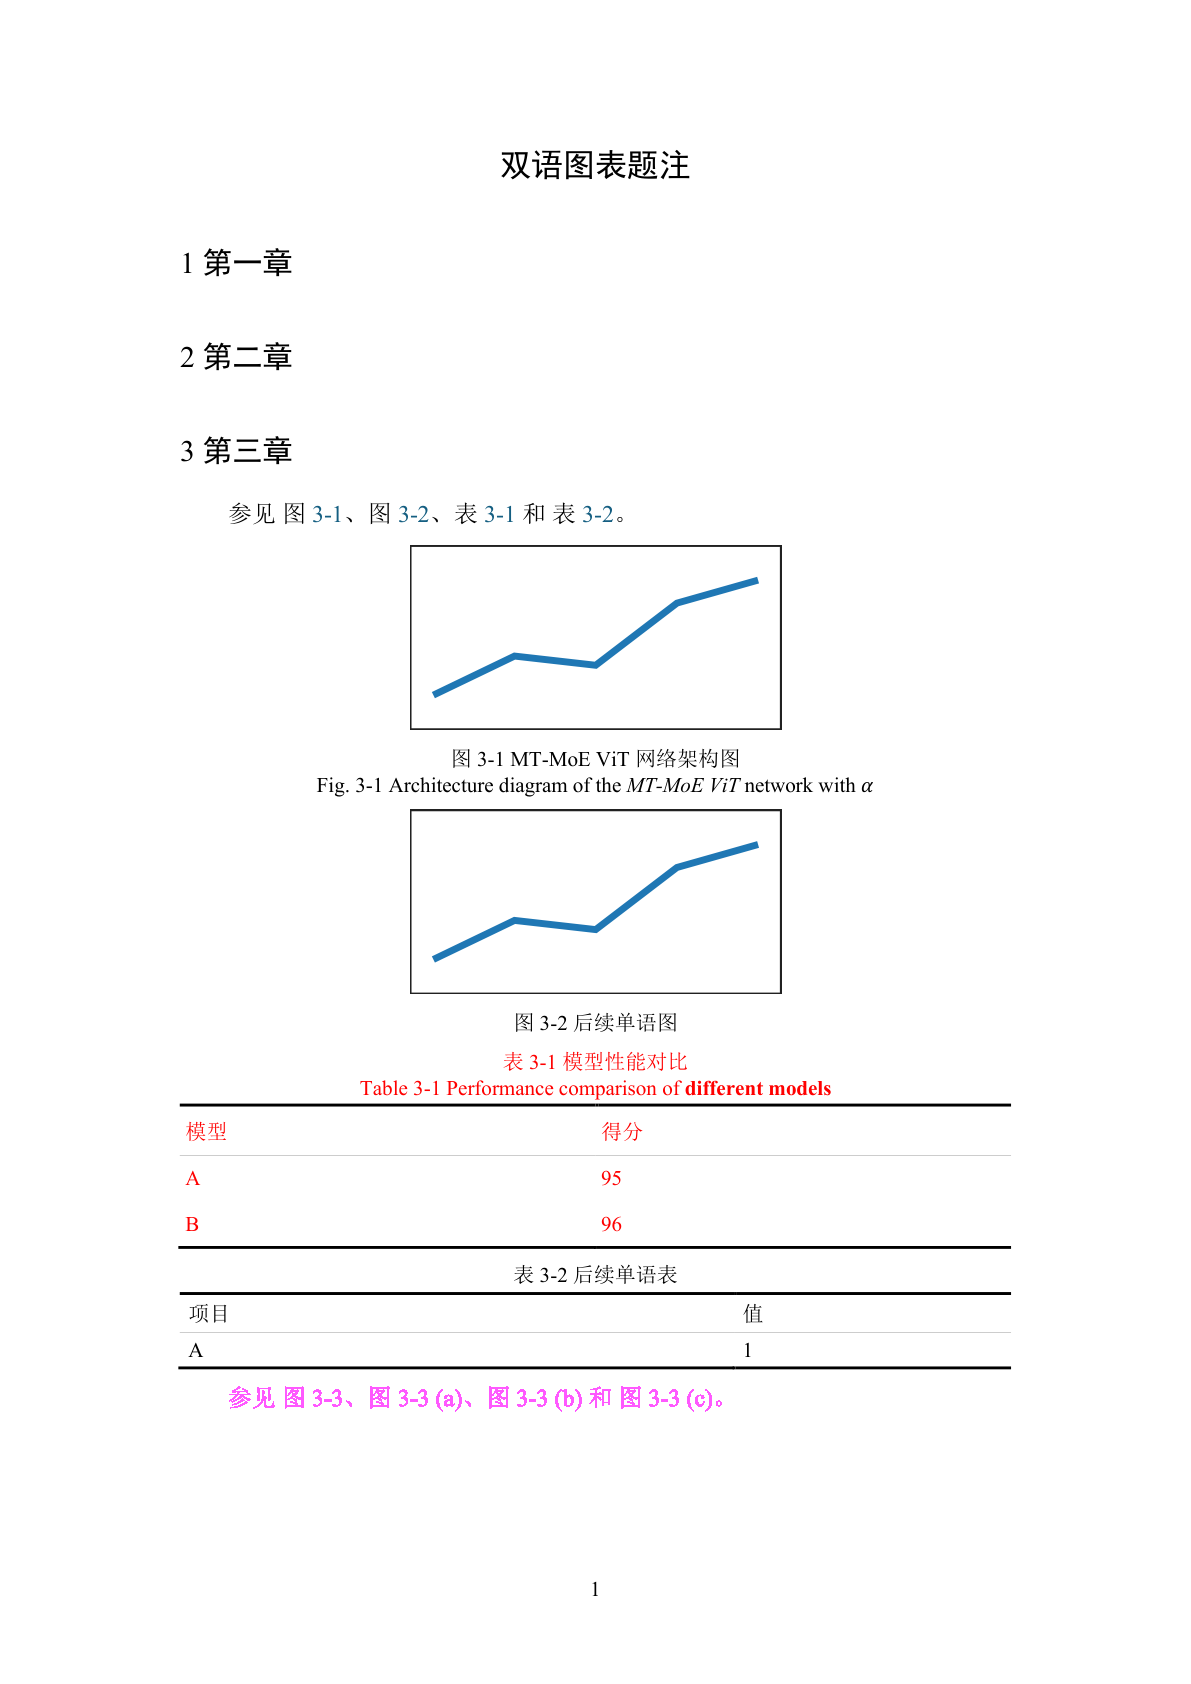 双语图表题注
1 第一章
2 第二章
3 第三章
参见 图 3-1、图 3-2、表 3-1 和 表 3-2。
图 3-1 MT-MoE ViT 网络架构图
Fig. 3-1 Architecture diagram of the MT-MoE ViT network with α
图 3-2 后续单语图
表 3-1 模型性能对比
Table 3-1 Performance comparison of different models
模型 得分
A 95
B 96
表 3-2 后续单语表
项目 值
A 1
参见 图 3-3、图 3-3 (a)、图 3-3 (b) 和 图 3-3 (c)。
1